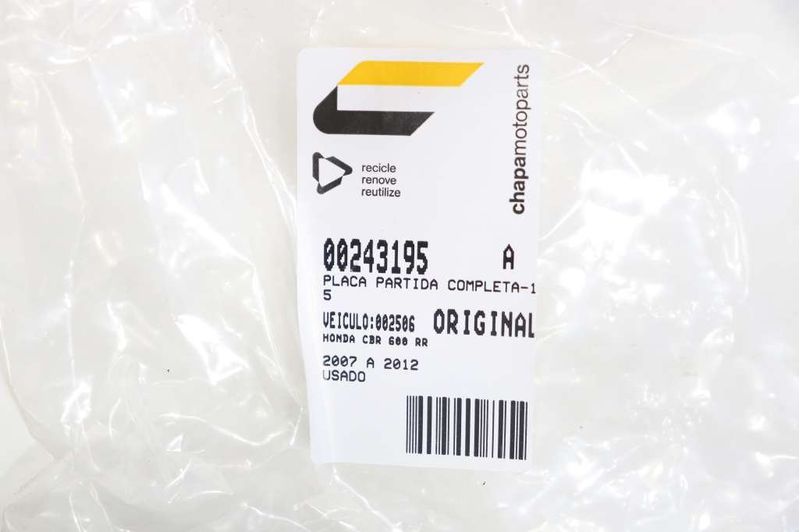 chapamotoparts
recicle
renove
reutilize
00243195 A
PLACA PARTIDA COMPLETA-1
5
VEICULO:002506 ORIGINAL
HONDA CBR 600 RR
2007 A 2012
USADO